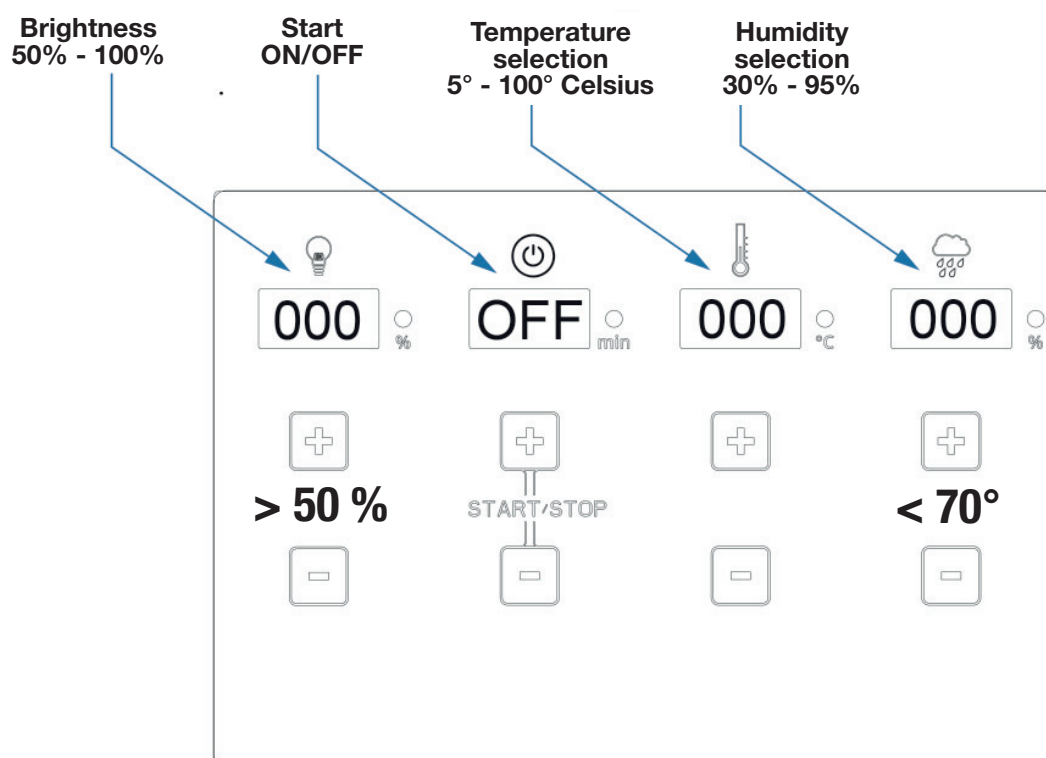 Brightness
50% - 100%
Start
ON/OFF
Temperature
selection
5° - 100° Celsius
Humidity
selection
30% - 95%
000
%
OFF
min
000
°C
000
%
> 50 %
START/STOP
< 70°